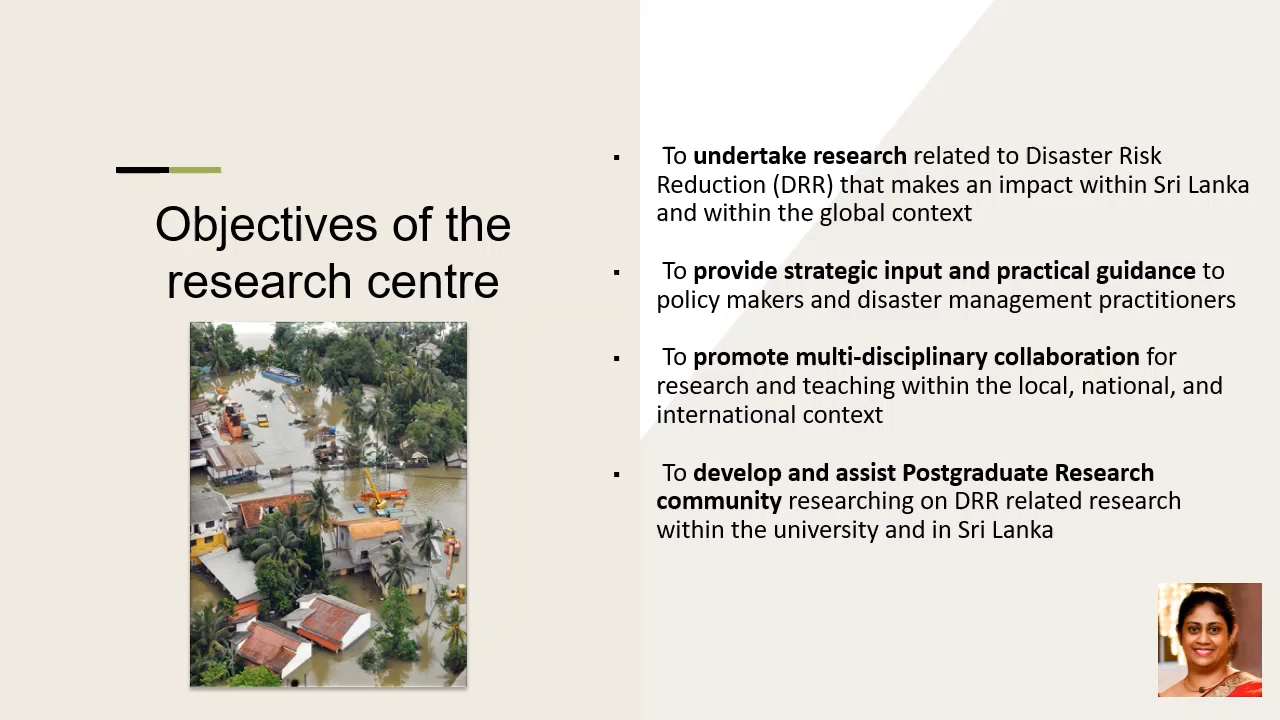 Objectives of the
research centre
▪ To undertake research related to Disaster Risk
Reduction (DRR) that makes an impact within Sri Lanka
and within the global context
▪ To provide strategic input and practical guidance to
policy makers and disaster management practitioners
▪ To promote multi-disciplinary collaboration for
research and teaching within the local, national, and
international context
▪ To develop and assist Postgraduate Research
community researching on DRR related research
within the university and in Sri Lanka